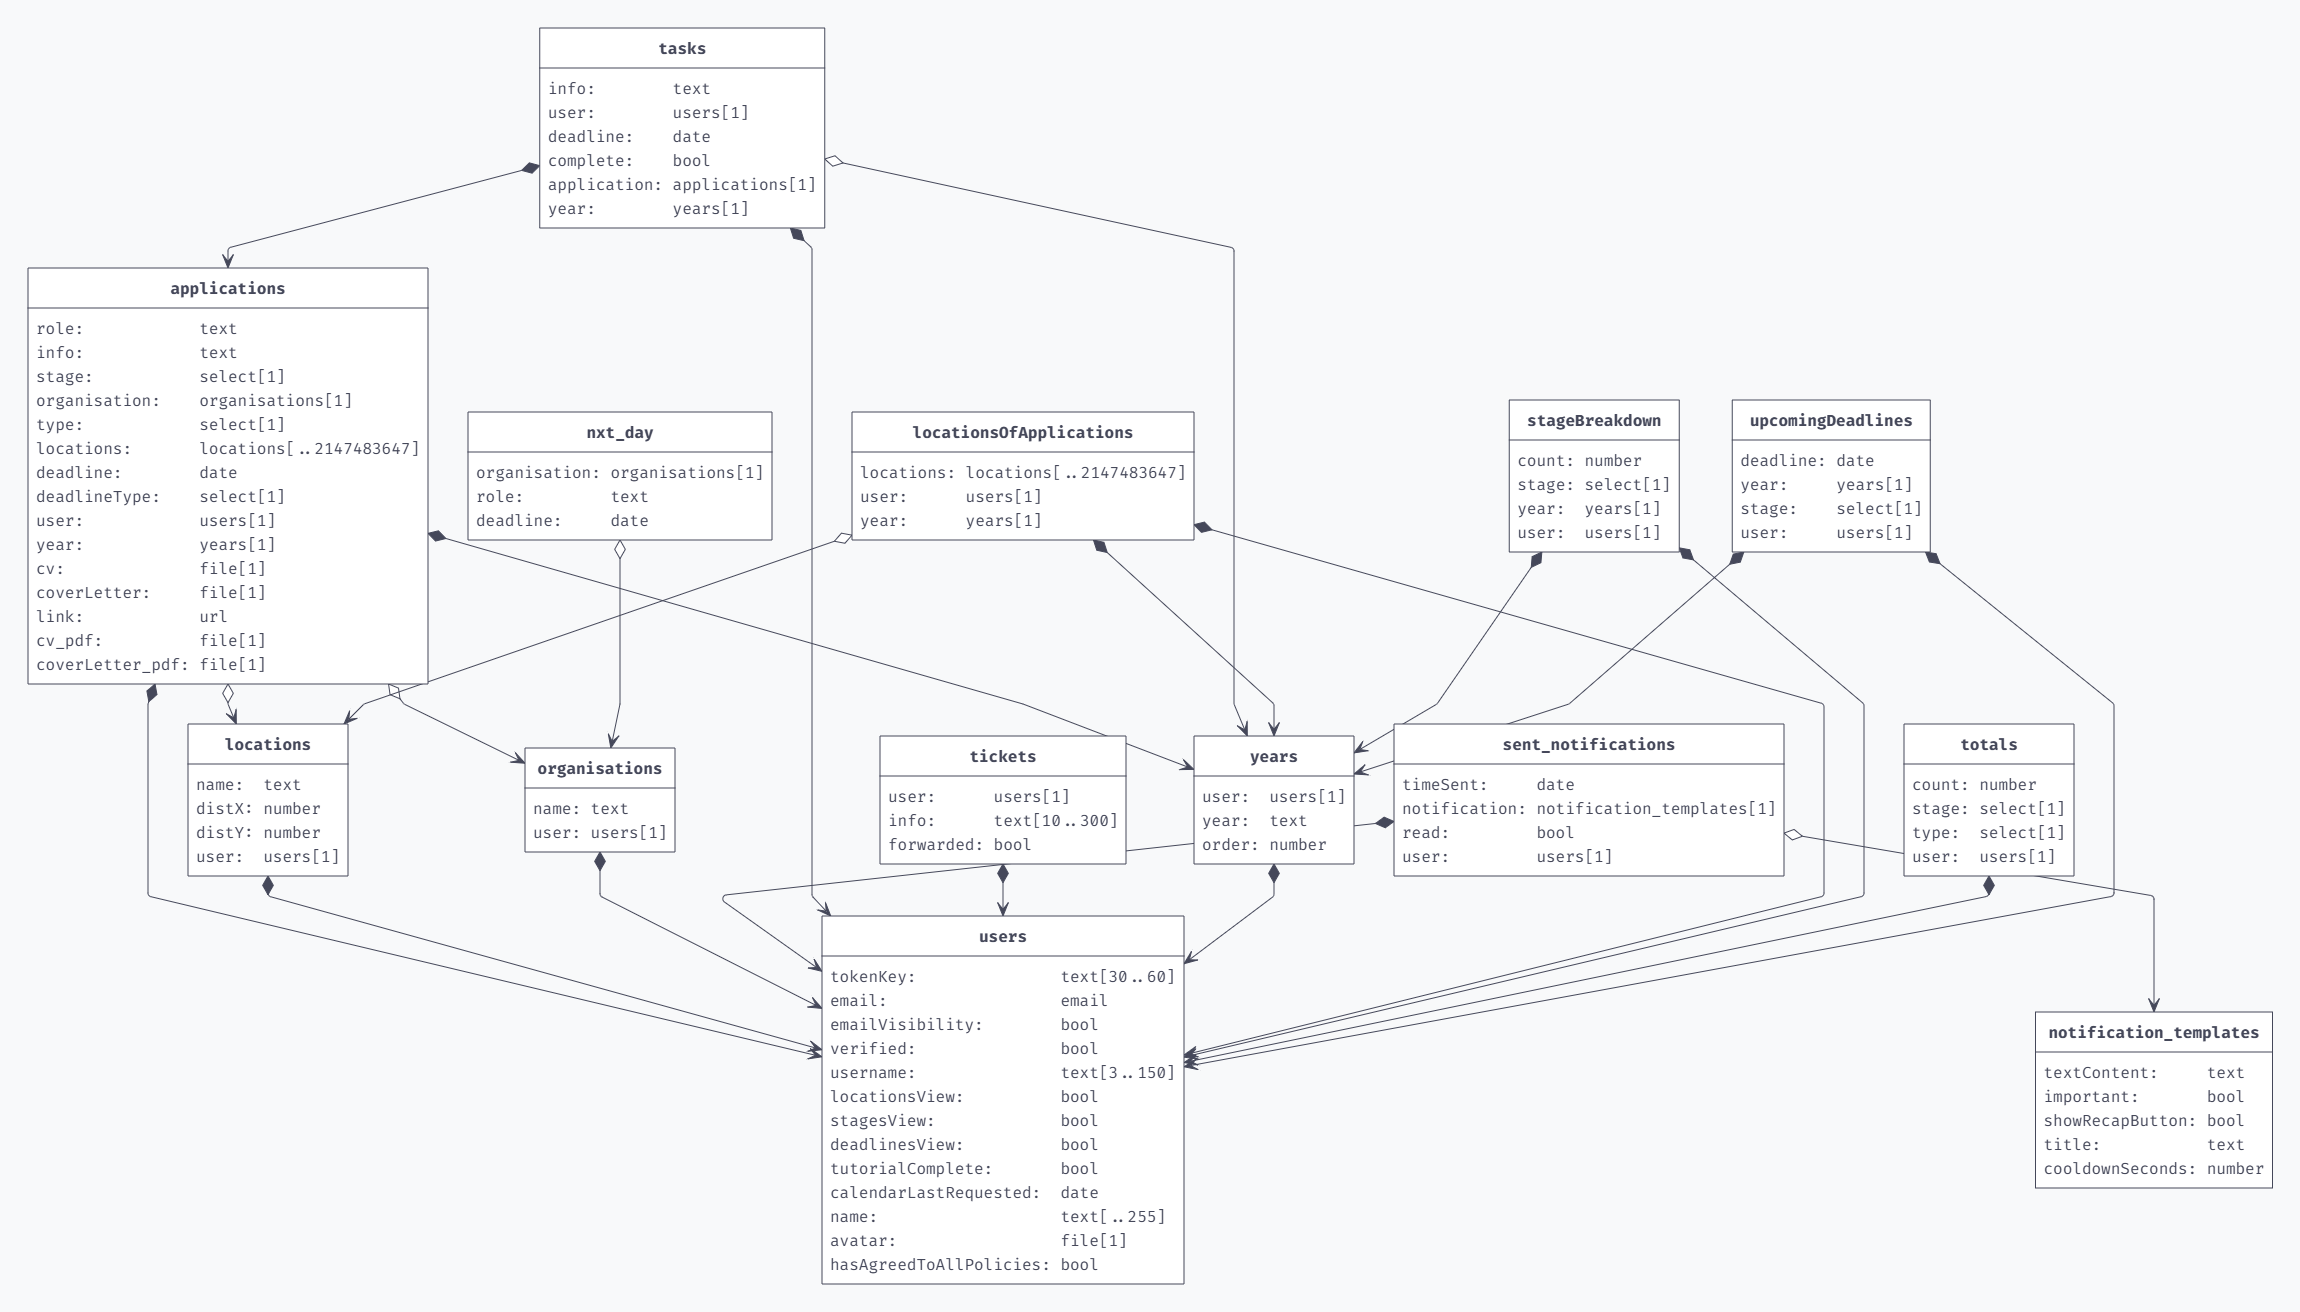 tasks
info: text
user: users[1]
deadline: date
complete: bool
application: applications[1]
year: years[1]
applications
role: text
info: text
stage: select[1]
organisation: organisations[1]
type: select[1]
locations: locations[..2147483647]
deadline: date
deadlineType: select[1]
user: users[1]
year: years[1]
cv: file[1]
coverLetter: file[1]
link: url
cv_pdf: file[1]
coverLetter_pdf: file[1]
nxt_day
organisation: organisations[1]
role: text
deadline: date
locationsOfApplications
locations: locations[..2147483647]
user: users[1]
year: years[1]
stageBreakdown
count: number
stage: select[1]
year: years[1]
user: users[1]
upcomingDeadlines
deadline: date
year: years[1]
stage: select[1]
user: users[1]
locations
name: text
distX: number
distY: number
user: users[1]
organisations
name: text
user: users[1]
tickets
user: users[1]
info: text[10..300]
forwarded: bool
years
user: users[1]
year: text
order: number
sent_notifications
timeSent: date
notification: notification_templates[1]
read: bool
user: users[1]
totals
count: number
stage: select[1]
type: select[1]
user: users[1]
users
tokenKey: text[30..60]
email: email
emailVisibility: bool
verified: bool
username: text[3..150]
locationsView: bool
stagesView: bool
deadlinesView: bool
tutorialComplete: bool
calendarLastRequested: date
name: text[..255]
avatar: file[1]
hasAgreedToAllPolicies: bool
notification_templates
textContent: text
important: bool
showRecapButton: bool
title: text
cooldownSeconds: number